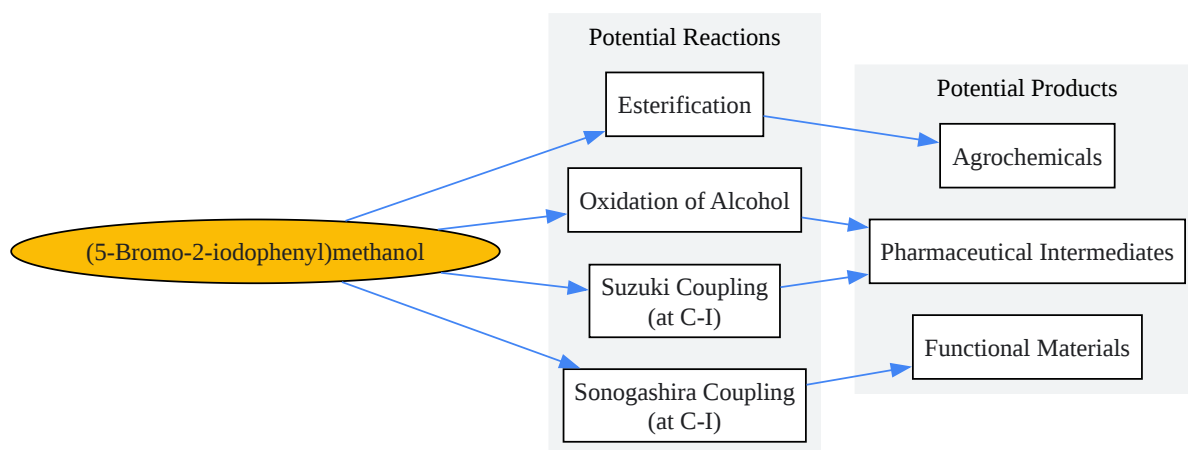 Potential Reactions
Esterification
Oxidation of Alcohol
(5-Bromo-2-iodophenyl)methanol
Suzuki Coupling
(at C-I)
Sonogashira Coupling
(at C-I)
Potential Products
Agrochemicals
Pharmaceutical Intermediates
Functional Materials